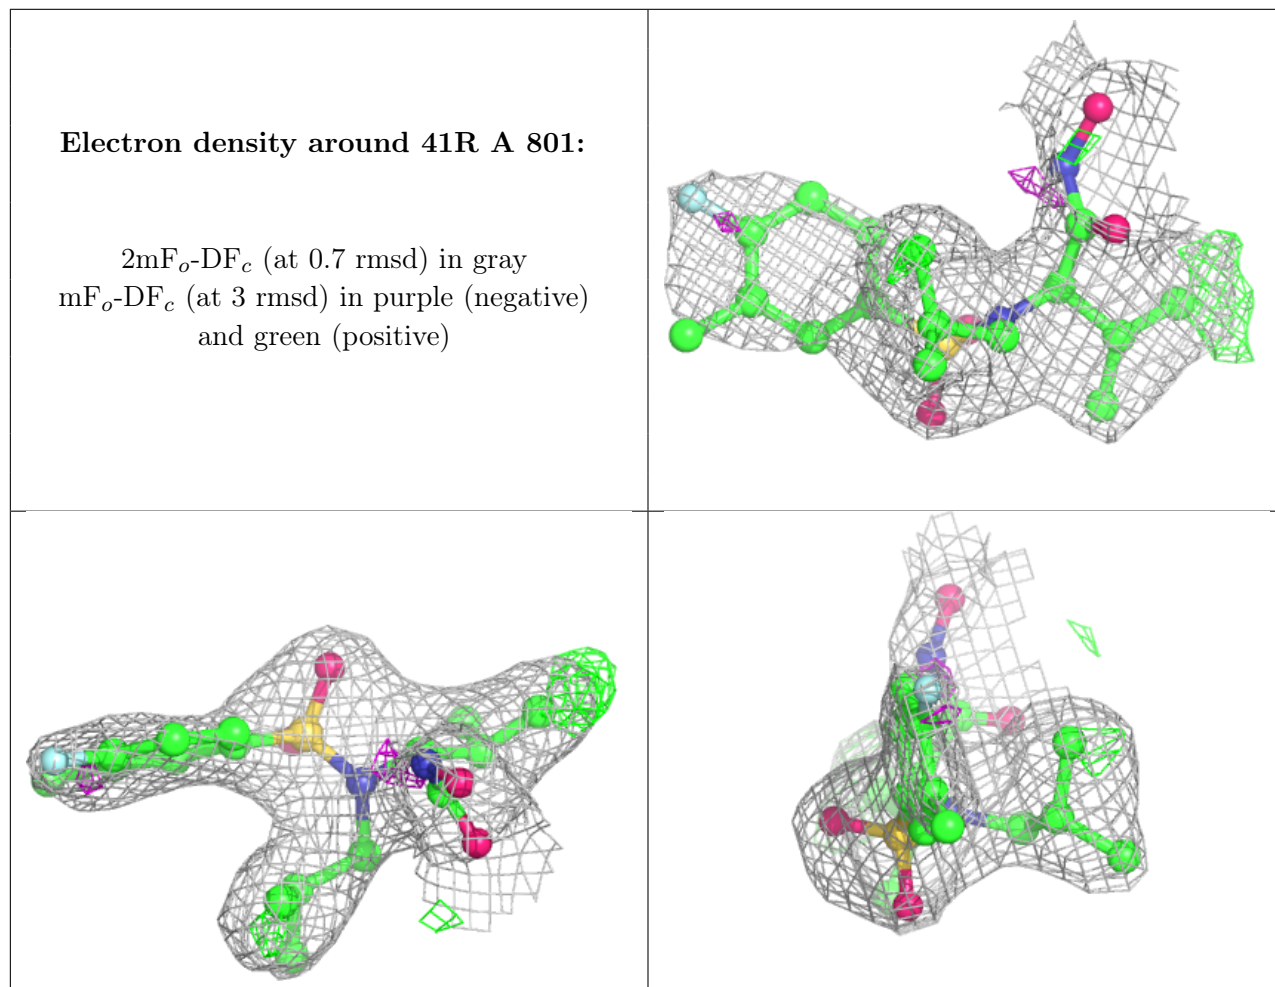 Electron density around 41R A 801:
2mFo-DFc (at 0.7 rmsd) in gray
mFo-DFc (at 3 rmsd) in purple (negative)
and green (positive)